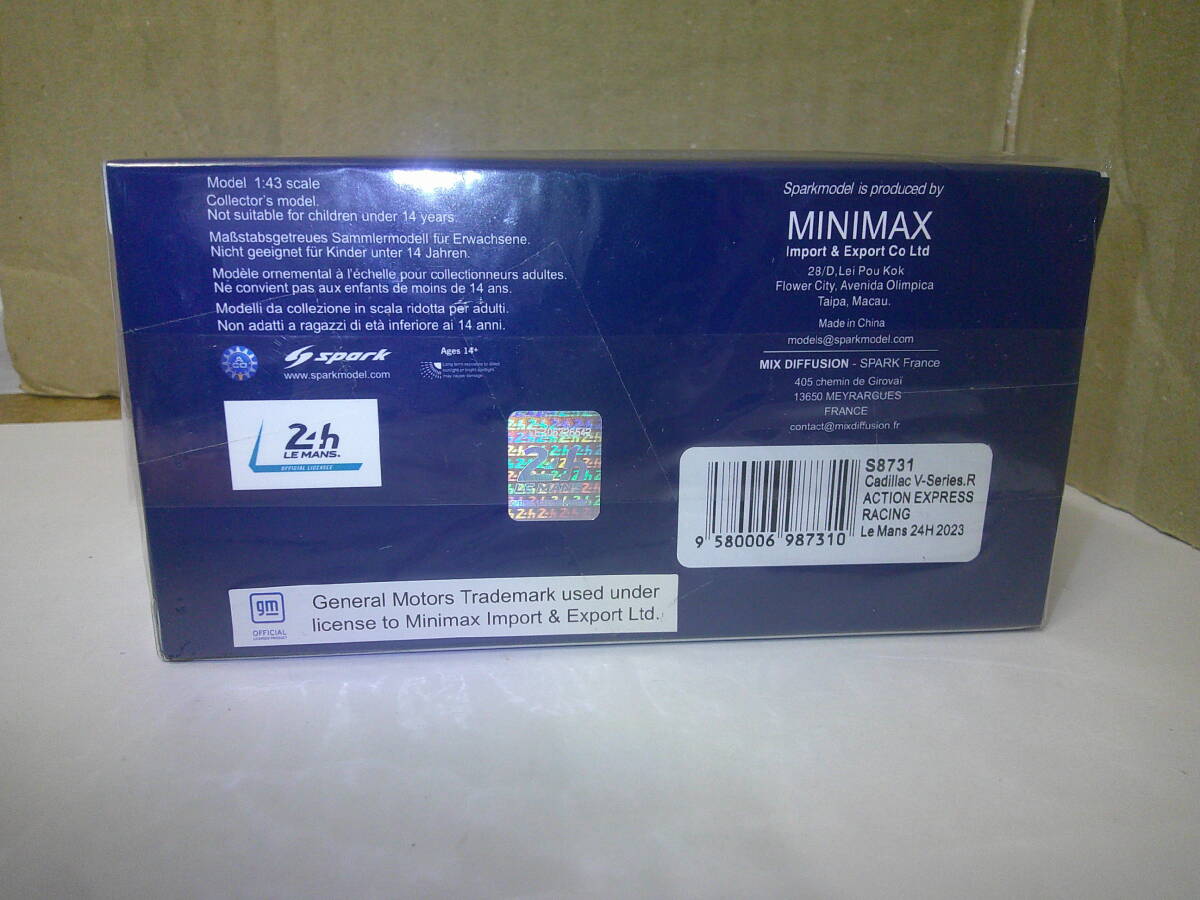 Model 1:43 scale
Collector's model.
Not suitable for children under 14 years.
Maßstabsgetreues Sammlermodell für Erwachsene.
Nicht geeignet für Kinder unter 14 Jahren.
Modèle ornemental à l'échelle pour collectionneurs adultes.
Ne convient pas aux enfants de moins de 14 ans.
Modelli da collezione in scala ridotta per adulti.
Non adatti a ragazzi di età inferiore ai 14 anni.
spark
www.sparkmodel.com
Ages 14+
24h
LE MANS.
OFFICIAL LICENSEE
24h
LE MANS
gm
OFFICIAL
LICENSED PRODUCT
General Motors Trademark used under
license to Minimax Import & Export Ltd.
Sparkmodel is produced by
MINIMAX
Import & Export Co Ltd
28/D, Lei Pou Kok
Flower City, Avenida Olimpica
Taipa, Macau.
Made in China
models@sparkmodel.com
MIX DIFFUSION - SPARK France
405 chemin de Girovaï
13650 MEYRARGUES
FRANCE
contact@mixdiffusion.fr
S8731
Cadillac V-Series.R
ACTION EXPRESS
RACING
Le Mans 24H 2023
9 580006 987310